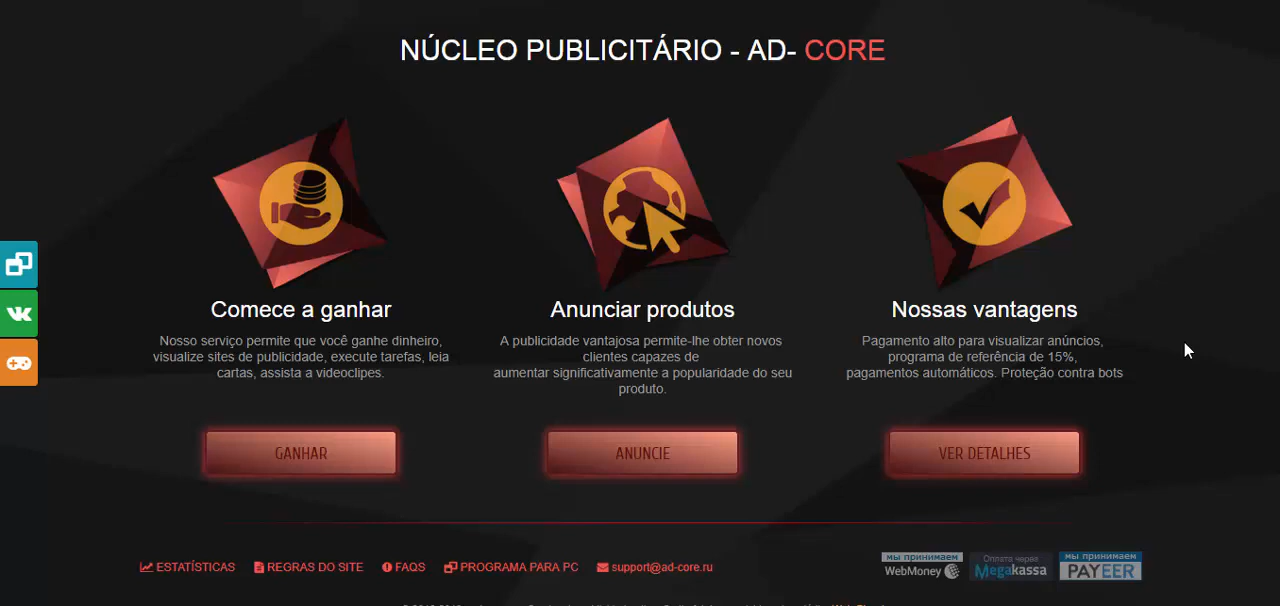 NÚCLEO PUBLICITÁRIO - AD- CORE
Comece a ganhar
Nosso serviço permite que você ganhe dinheiro,
visualize sites de publicidade, execute tarefas, leia
cartas, assista a videoclipes.
GANHAR
Anunciar produtos
A publicidade vantajosa permite-lhe obter novos
clientes capazes de
aumentar significativamente a popularidade do seu
produto.
ANUNCIE
Nossas vantagens
Pagamento alto para visualizar anúncios,
programa de referência de 15%,
pagamentos automáticos. Proteção contra bots
VER DETALHES
ESTATÍSTICAS
REGRAS DO SITE
FAQS
PROGRAMA PARA PC
support@ad-core.ru
мы принимаем
WebMoney
Оплата через
Megakassa
мы принимаем
PAYEER